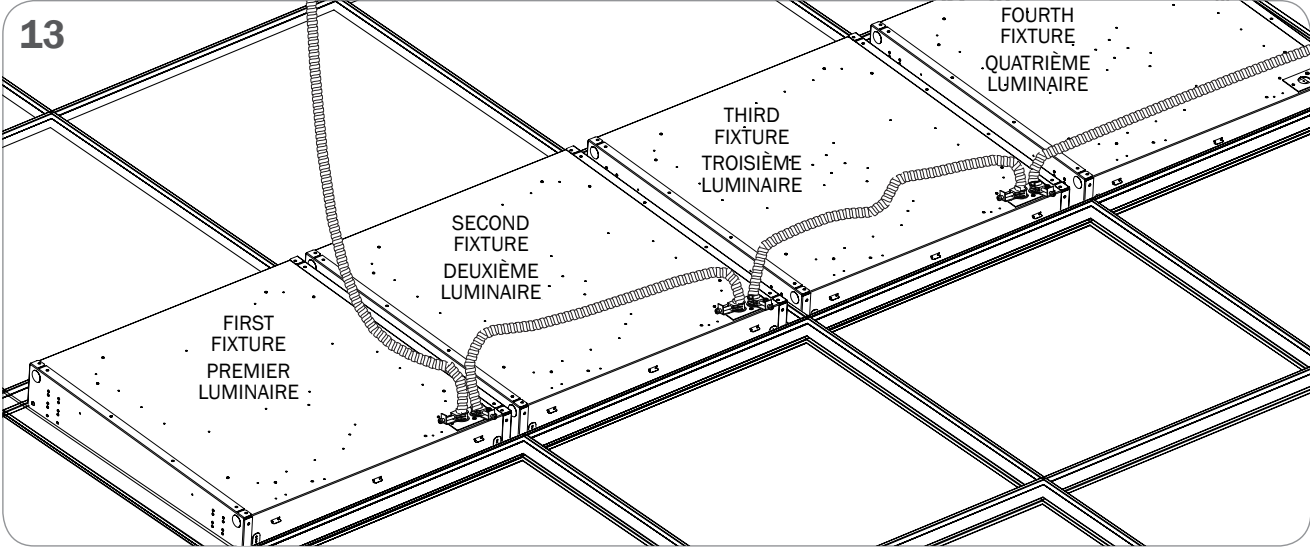 13
FOURTH
FIXTURE
QUATRIÈME
LUMINAIRE
THIRD
FIXTURE
TROISIÈME
LUMINAIRE
SECOND
FIXTURE
DEUXIÈME
LUMINAIRE
FIRST
FIXTURE
PREMIER
LUMINAIRE